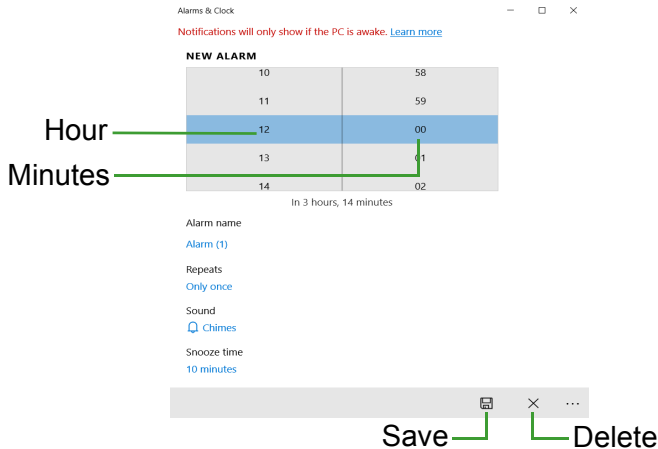 Alarms & Clock
Notifications will only show if the PC is awake. Learn more
NEW ALARM
10 58
11 59
Hour 12 00
13 01
Minutes
14 02
In 3 hours, 14 minutes
Alarm name
Alarm (1)
Repeats
Only once
Sound
Chimes
Snooze time
10 minutes
...
Save Delete